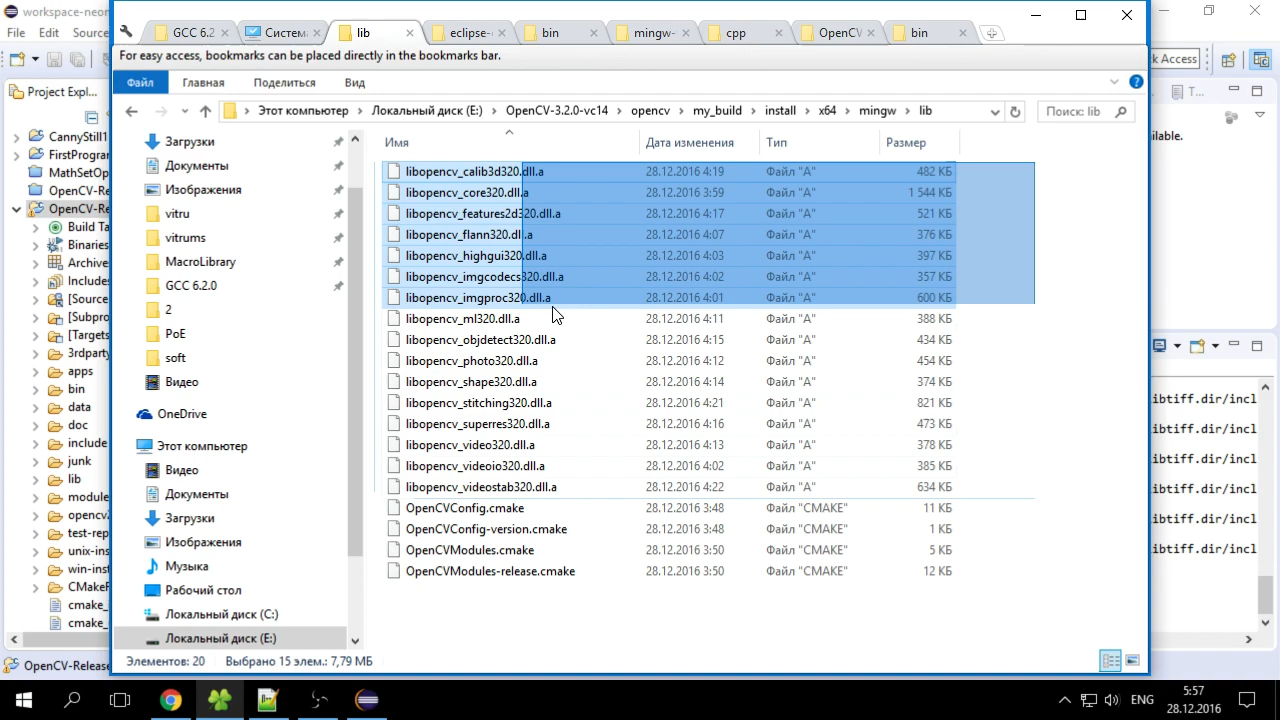 workspace-neon
File Edit Source
k Access
GCC 6.2
Система
lib
eclipse-
bin
mingw-
cpp
OpenCV
bin
For easy access, bookmarks can be placed directly in the bookmarks bar.
Файл Главная Поделиться Вид
Этот компьютер > Локальный диск (E:) > OpenCV-3.2.0-vc14 > opencv > my_build > install > x64 > mingw > lib
Поиск: lib
Project Expl...
CannyStill1
FirstProgram
MathSetOp
OpenCV-Re
OpenCV-Re
Build Ta
Binaries
Archives
Includes
[Source
[Subpro
[Targets
3rdparty
apps
bin
data
doc
include
junk
lib
module
opencv2
test-rep
unix-inst
win-inst
CMakeF
cmake_
cmake_
OpenCV-Release
Загрузки
Документы
Изображения
vitru
vitrums
MacroLibrary
GCC 6.2.0
2
PoE
soft
Видео
OneDrive
Этот компьютер
Видео
Документы
Загрузки
Изображения
Музыка
Рабочий стол
Локальный диск (C:)
Локальный диск (E:)
Имя Дата изменения Тип Размер
libopencv_calib3d320.dll.a 28.12.2016 4:19 Файл "A" 482 КБ
libopencv_core320.dll.a 28.12.2016 3:59 Файл "A" 1 544 КБ
libopencv_features2d320.dll.a 28.12.2016 4:17 Файл "A" 521 КБ
libopencv_flann320.dll.a 28.12.2016 4:07 Файл "A" 376 КБ
libopencv_highgui320.dll.a 28.12.2016 4:03 Файл "A" 397 КБ
libopencv_imgcodecs320.dll.a 28.12.2016 4:02 Файл "A" 357 КБ
libopencv_imgproc320.dll.a 28.12.2016 4:01 Файл "A" 600 КБ
libopencv_ml320.dll.a 28.12.2016 4:11 Файл "A" 388 КБ
libopencv_objdetect320.dll.a 28.12.2016 4:15 Файл "A" 434 КБ
libopencv_photo320.dll.a 28.12.2016 4:12 Файл "A" 454 КБ
libopencv_shape320.dll.a 28.12.2016 4:14 Файл "A" 374 КБ
libopencv_stitching320.dll.a 28.12.2016 4:21 Файл "A" 821 КБ
libopencv_superres320.dll.a 28.12.2016 4:16 Файл "A" 473 КБ
libopencv_video320.dll.a 28.12.2016 4:13 Файл "A" 378 КБ
libopencv_videoio320.dll.a 28.12.2016 4:02 Файл "A" 385 КБ
libopencv_videostab320.dll.a 28.12.2016 4:22 Файл "A" 634 КБ
OpenCVConfig.cmake 28.12.2016 3:48 Файл "CMAKE" 11 КБ
OpenCVConfig-version.cmake 28.12.2016 3:48 Файл "CMAKE" 1 КБ
OpenCVModules.cmake 28.12.2016 3:50 Файл "CMAKE" 5 КБ
OpenCVModules-release.cmake 28.12.2016 3:50 Файл "CMAKE" 12 КБ
Элементов: 20 Выбрано 15 элем.: 7,79 МБ
ilable.
ibtiff.dir/incl
ibtiff.dir/incl
ibtiff.dir/incl
ibtiff.dir/incl
ibtiff.dir/incl
ibtiff.dir/incl
ENG
5:57
28.12.2016